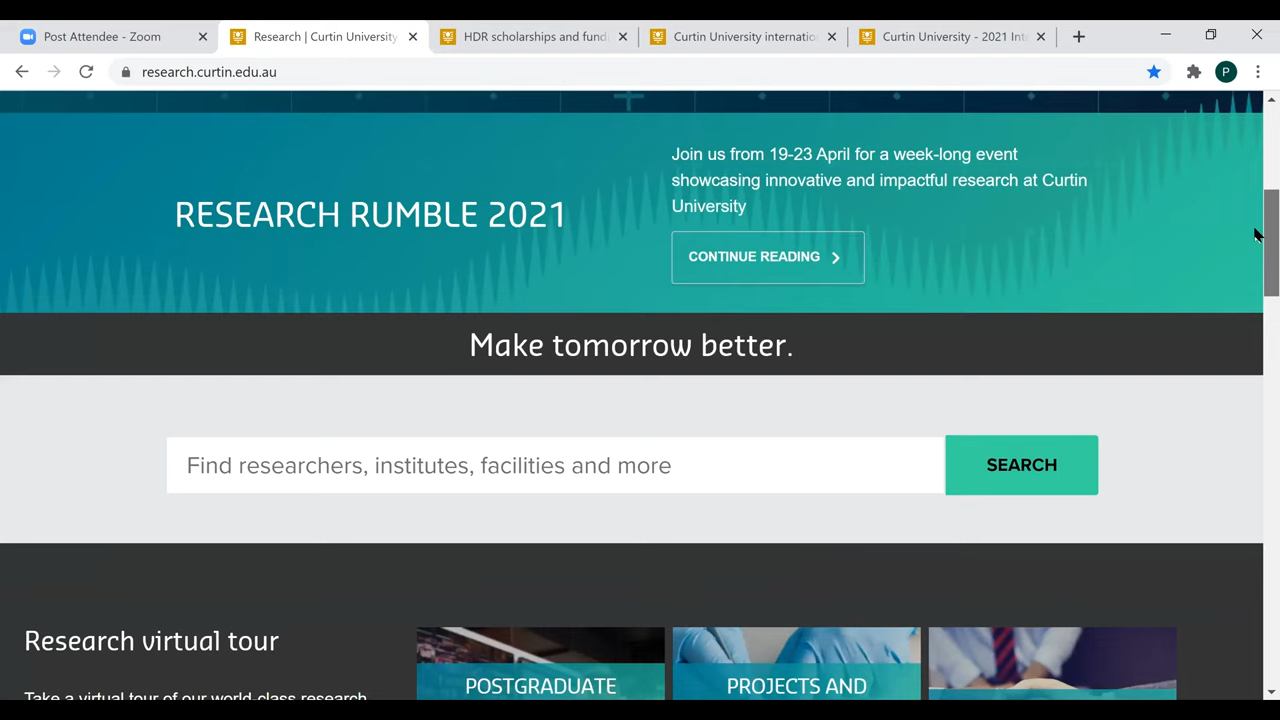 Post Attendee - Zoom
Research | Curtin University
HDR scholarships and fundi
Curtin University internatio
Curtin University - 2021 Int
research.curtin.edu.au
P
RESEARCH RUMBLE 2021
Join us from 19-23 April for a week-long event
showcasing innovative and impactful research at Curtin
University
CONTINUE READING
Make tomorrow better.
Find researchers, institutes, facilities and more
SEARCH
Research virtual tour
Take a virtual tour of our world-class research
POSTGRADUATE
PROJECTS AND